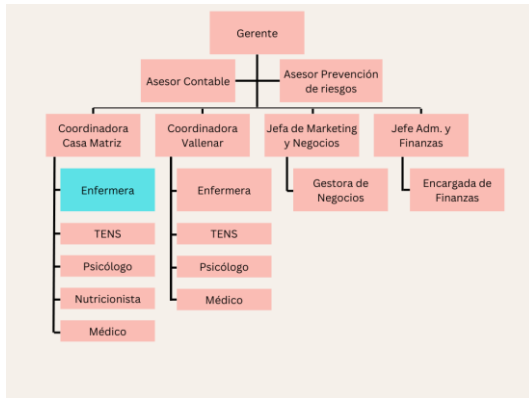 Gerente
Asesor Contable
Asesor Prevención
de riesgos
Coordinadora
Casa Matriz
Coordinadora
Vallenar
Jefa de Marketing
y Negocios
Jefe Adm. y
Finanzas
Enfermera
Enfermera
Gestora de
Negocios
Encargada de
Finanzas
TENS
TENS
Psicólogo
Psicólogo
Nutricionista
Médico
Médico